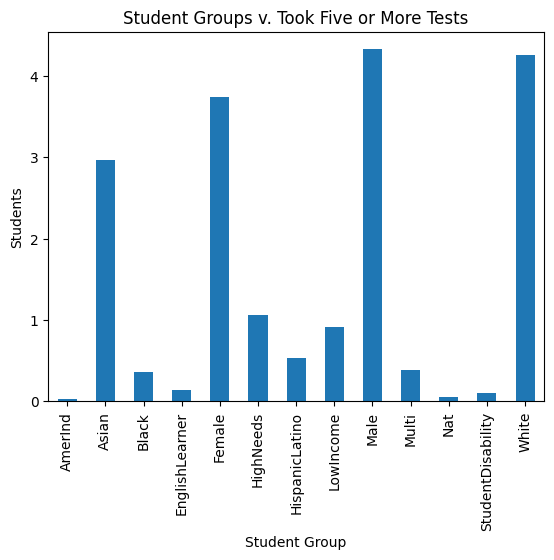 Student Groups v. Took Five or More Tests
4
3
2
1
0
Students
AmerInd
Asian
Black
EnglishLearner
Female
HighNeeds
HispanicLatino
LowIncome
Male
Multi
Nat
StudentDisability
White
Student Group